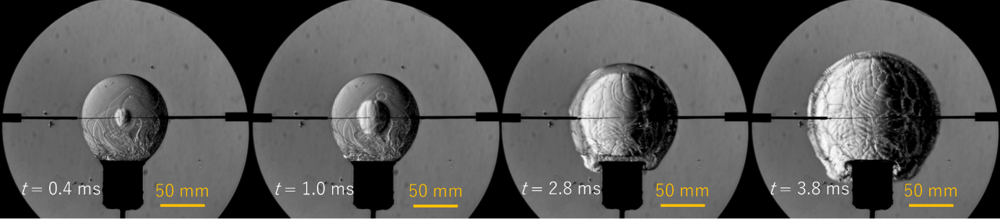 t = 0.4 ms
50 mm
t = 1.0 ms
50 mm
t = 2.8 ms
50 mm
t = 3.8 ms
50 mm